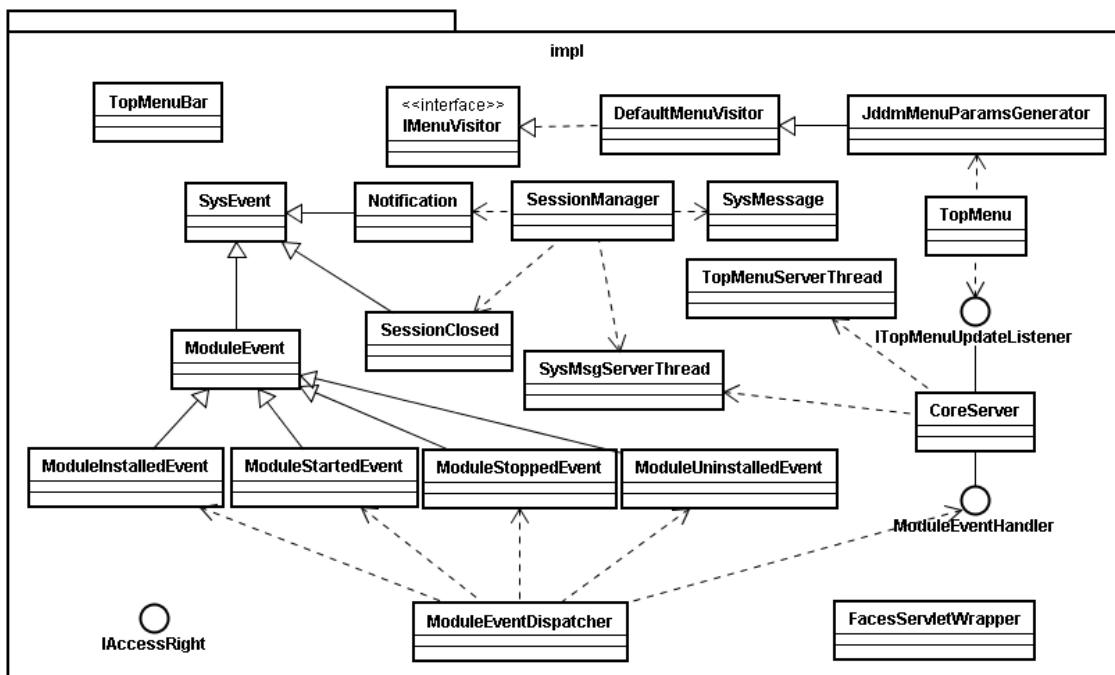 impl
TopMenuBar
<<interface>>
IMenuVisitor
DefaultMenuVisitor
JddmMenuParamsGenerator
SysEvent
Notification
SessionManager
SysMessage
TopMenu
TopMenuServerThread
ITopMenuUpdateListener
SessionClosed
ModuleEvent
SysMsgServerThread
CoreServer
ModuleInstalledEvent
ModuleStartedEvent
ModuleStoppedEvent
ModuleUninstalledEvent
ModuleEventHandler
IAccessRight
ModuleEventDispatcher
FacesServletWrapper